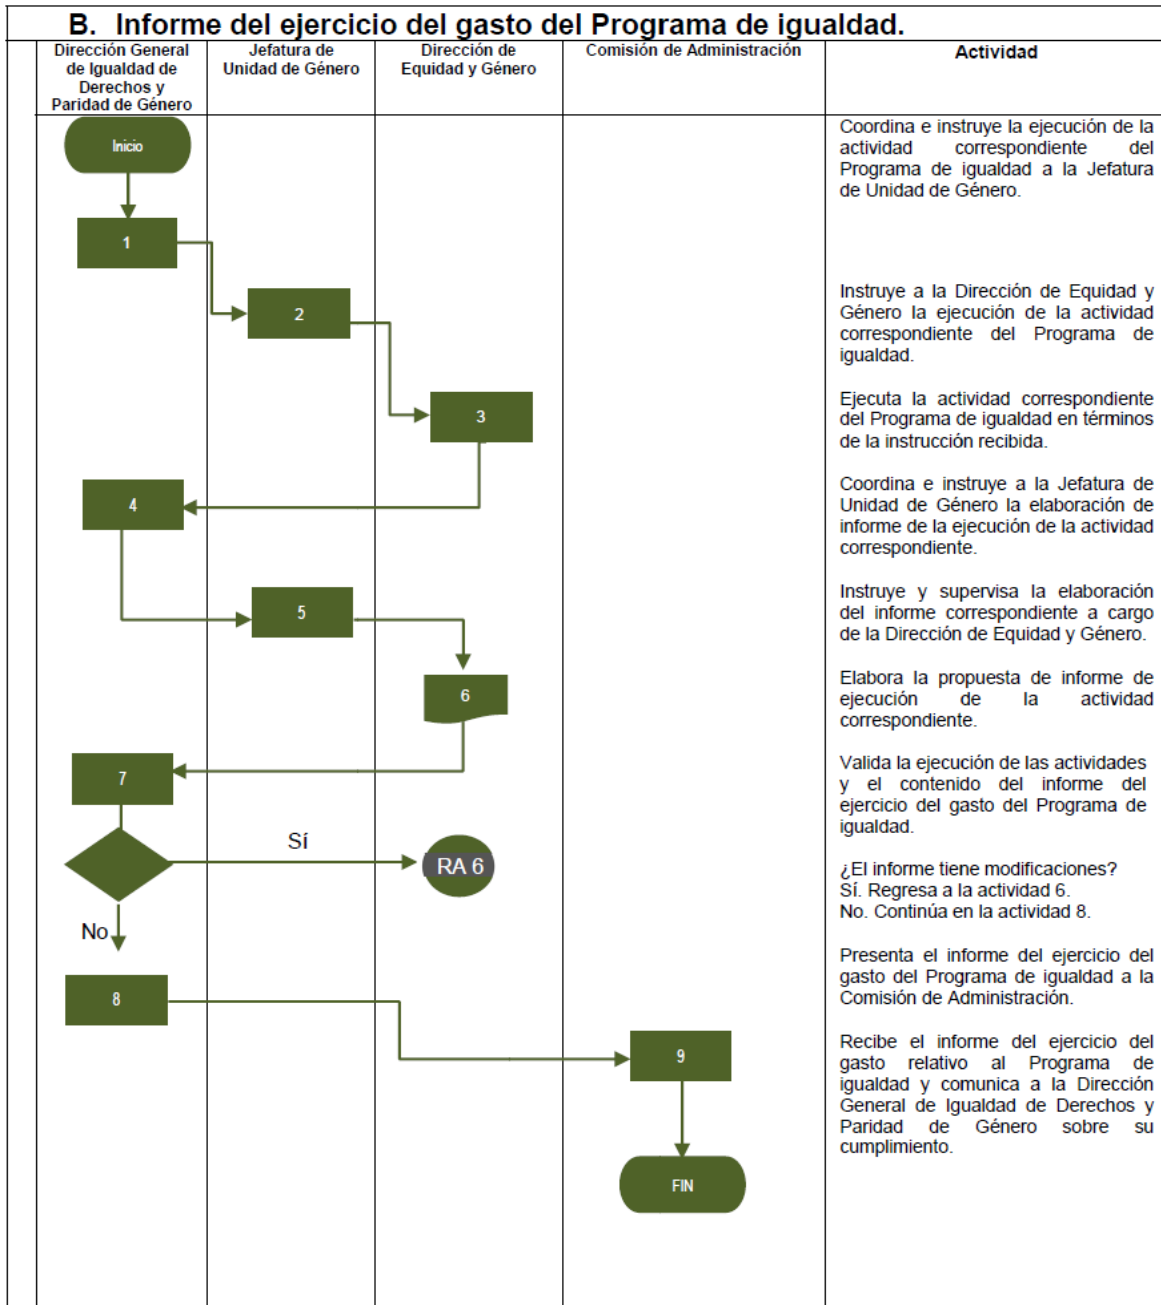 B. Informe del ejercicio del gasto del Programa de igualdad.
Dirección General
de Igualdad de
Derechos y
Paridad de Género
Jefatura de
Unidad de Género
Dirección de
Equidad y Género
Comisión de Administración
Actividad
Inicio
Coordina e instruye la ejecución de la
actividad correspondiente del
Programa de igualdad a la Jefatura
de Unidad de Género.
1
2
Instruye a la Dirección de Equidad y
Género la ejecución de la actividad
correspondiente del Programa de
igualdad.
3
Ejecuta la actividad correspondiente
del Programa de igualdad en términos
de la instrucción recibida.
4
Coordina e instruye a la Jefatura de
Unidad de Género la elaboración de
informe de la ejecución de la actividad
correspondiente.
5
Instruye y supervisa la elaboración
del informe correspondiente a cargo
de la Dirección de Equidad y Género.
6
Elabora la propuesta de informe de
ejecución de la actividad
correspondiente.
7
Valida la ejecución de las actividades
y el contenido del informe del
ejercicio del gasto del Programa de
igualdad.
Sí
RA 6
¿El informe tiene modificaciones?
Sí. Regresa a la actividad 6.
No. Continúa en la actividad 8.
No
8
Presenta el informe del ejercicio del
gasto del Programa de igualdad a la
Comisión de Administración.
9
Recibe el informe del ejercicio del
gasto relativo al Programa de
igualdad y comunica a la Dirección
General de Igualdad de Derechos y
Paridad de Género sobre su
cumplimiento.
FIN